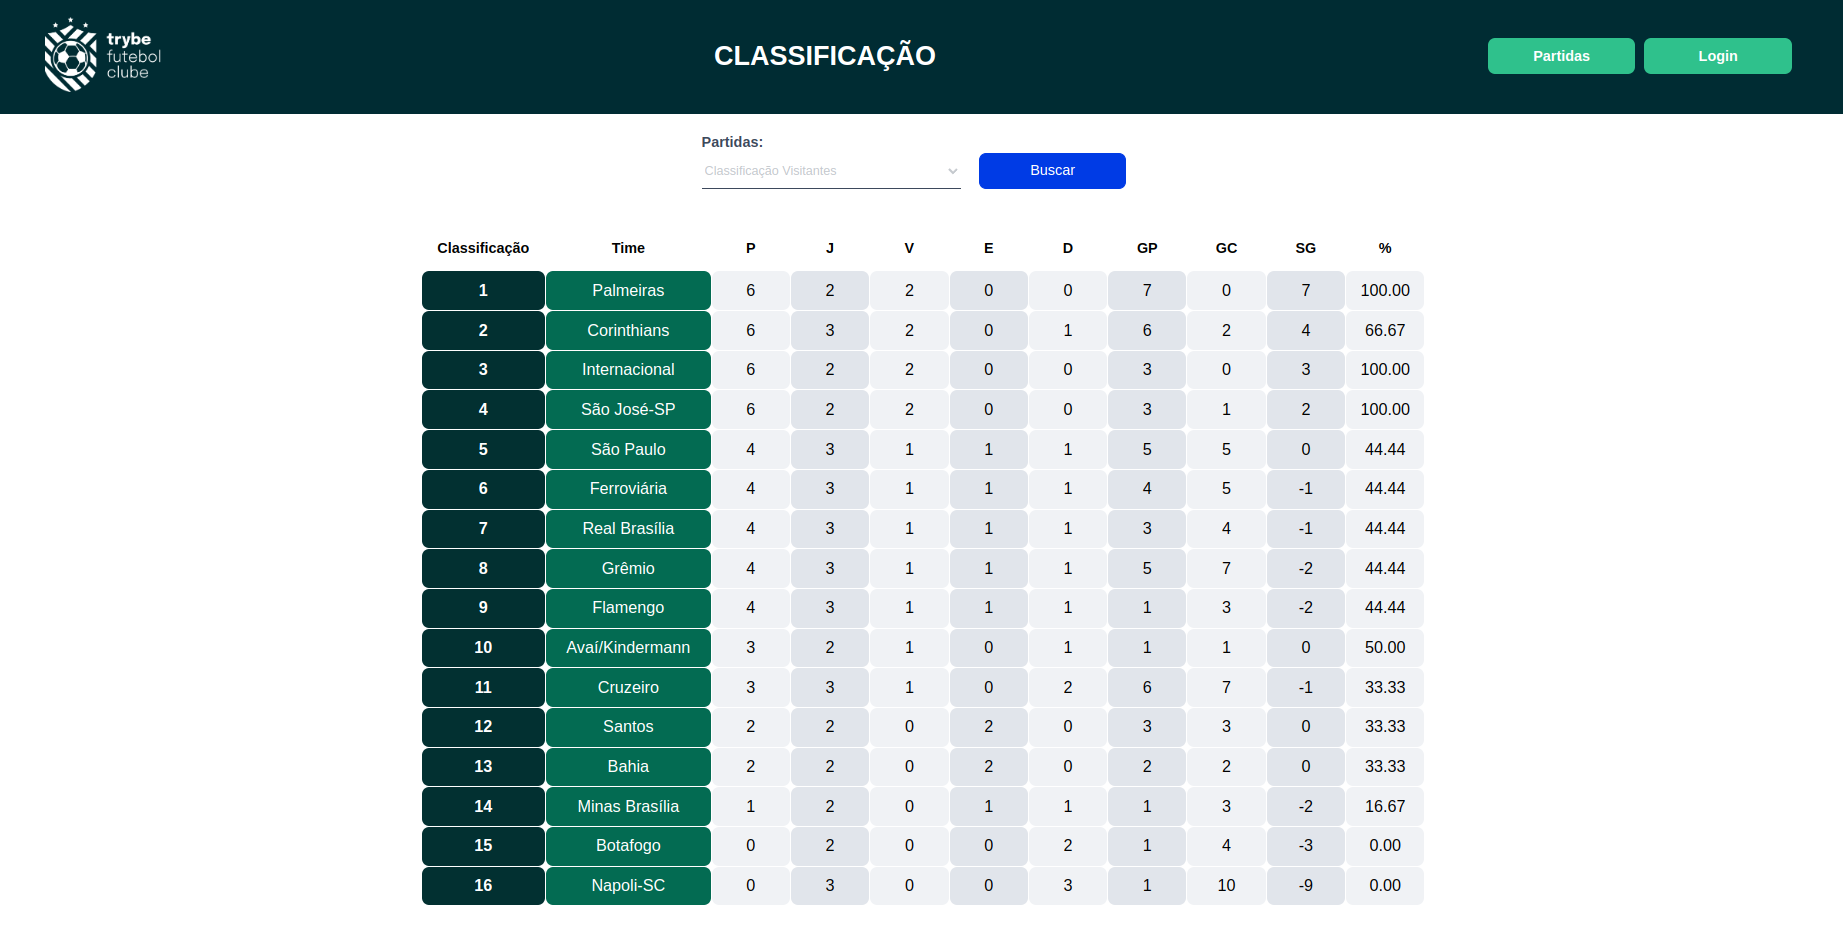 trybe
futebol
clube
CLASSIFICAÇÃO
Partidas
Login
Partidas:
Classificação Visitantes
Buscar
Classificação Time P J V E D GP GC SG %
1 Palmeiras 6 2 2 0 0 7 0 7 100.00
2 Corinthians 6 3 2 0 1 6 2 4 66.67
3 Internacional 6 2 2 0 0 3 0 3 100.00
4 São José-SP 6 2 2 0 0 3 1 2 100.00
5 São Paulo 4 3 1 1 1 5 5 0 44.44
6 Ferroviária 4 3 1 1 1 4 5 -1 44.44
7 Real Brasília 4 3 1 1 1 3 4 -1 44.44
8 Grêmio 4 3 1 1 1 5 7 -2 44.44
9 Flamengo 4 3 1 1 1 1 3 -2 44.44
10 Avaí/Kindermann 3 2 1 0 1 1 1 0 50.00
11 Cruzeiro 3 3 1 0 2 6 7 -1 33.33
12 Santos 2 2 0 2 0 3 3 0 33.33
13 Bahia 2 2 0 2 0 2 2 0 33.33
14 Minas Brasília 1 2 0 1 1 1 3 -2 16.67
15 Botafogo 0 2 0 0 2 1 4 -3 0.00
16 Napoli-SC 0 3 0 0 3 1 10 -9 0.00